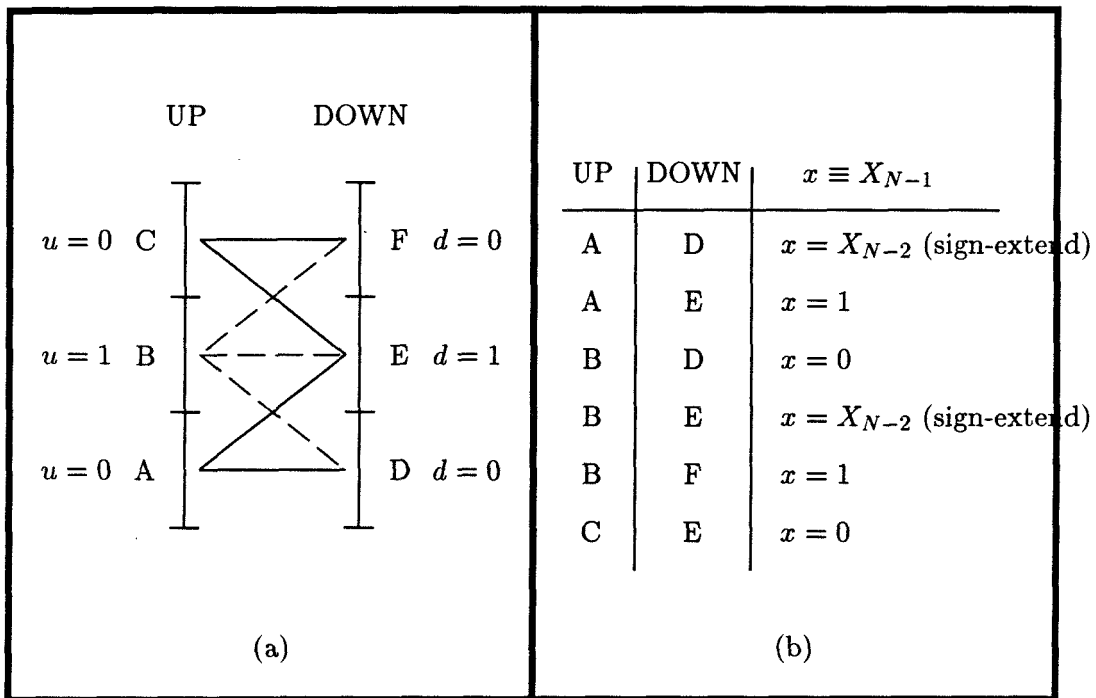 UP DOWN
u = 0 C F d = 0
u = 1 B E d = 1
u = 0 A D d = 0
(a)
UP DOWN x ≡ X_{N−1}
A D x = X_{N−2} (sign-extend)
A E x = 1
B D x = 0
B E x = X_{N−2} (sign-extend)
B F x = 1
C E x = 0
(b)